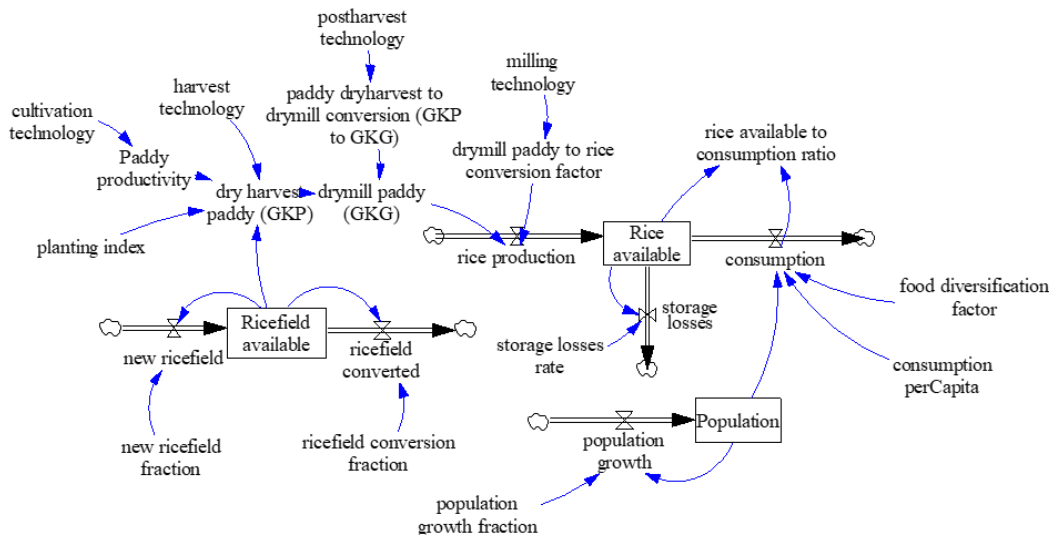 postharvest
technology
milling
technology
harvest
technology
paddy dryharvest to
drymill conversion (GKP
to GKG)
cultivation
technology
rice available to
consumption ratio
Paddy
productivity
drymill paddy to rice
conversion factor
dry harvest
paddy (GKP)
drymill paddy
(GKG)
planting index
rice production
Rice
available
consumption
food diversification
factor
Ricefield
available
storage
losses
new ricefield
ricefield
converted
storage losses
rate
consumption
perCapita
Population
new ricefield
fraction
ricefield conversion
fraction
population
growth
population
growth fraction